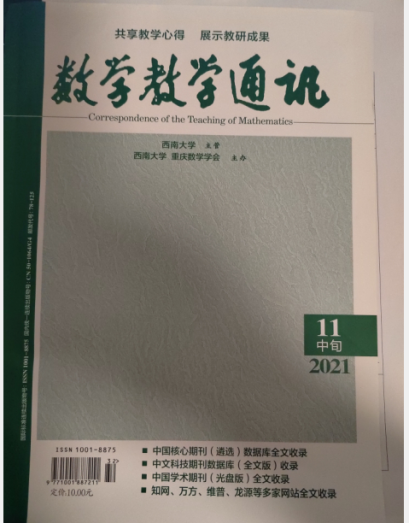 共享教学心得 展示教研成果
数学教学通讯
Correspondence of the Teaching of Mathematics
西南大学 主管
西南大学 重庆数学学会 主办
11
中旬
2021
ISSN 1001-8875
9 771001 887211
32>
定价:10.00元
■ 中国核心期刊(遴选)数据库全文收录
■ 中文科技期刊数据库(全文版)收录
■ 中国学术期刊(光盘版)全文收录
■ 知网、万方、维普、龙源等多家网站全文收录
ISSN 1001-8875